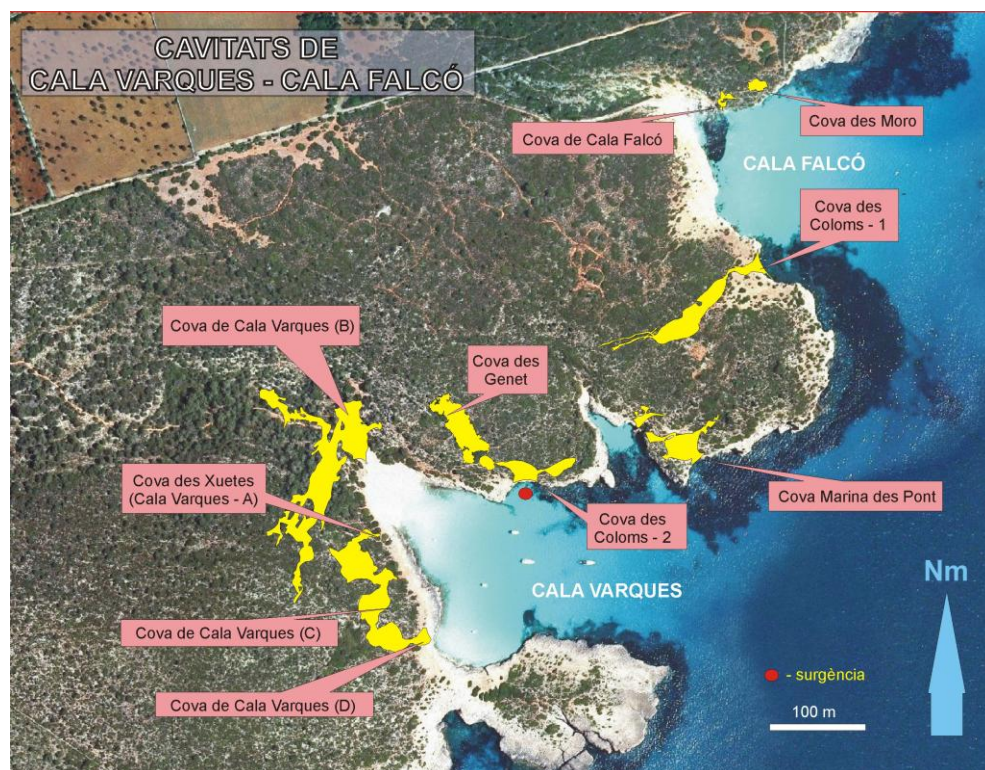 CAVITATS DE
CALA VARQUES - CALA FALCÓ
Cova de Cala Falcó
Cova des Moro
CALA FALCÓ
Cova des
Coloms - 1
Cova de Cala Varques (B)
Cova des
Genet
Cova des Xuetes
(Cala Varques - A)
Cova Marina des Pont
Cova des
Coloms - 2
CALA VARQUES
Nm
Cova de Cala Varques (C)
- surgència
Cova de Cala Varques (D)
100 m